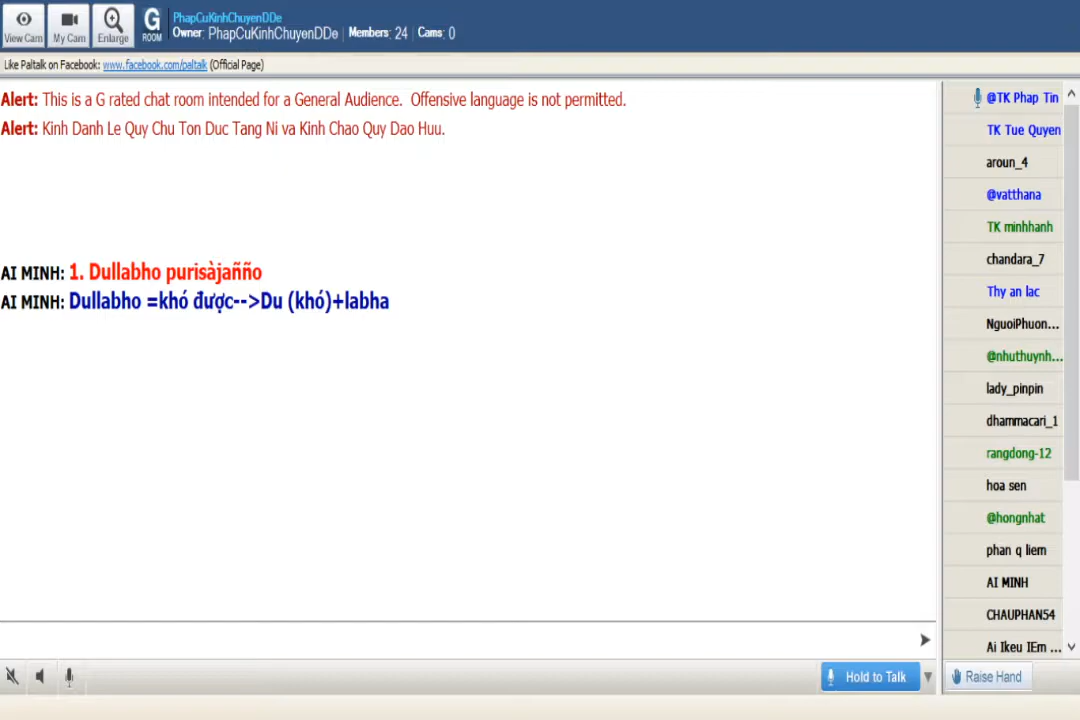 View Cam
My Cam
Enlarge
G
ROOM
PhapCuKinhChuyenDDe
Owner: PhapCuKinhChuyenDDe | Members: 24 | Cams: 0
Like Paltalk on Facebook: www.facebook.com/paltalk (Official Page)
Alert: This is a G rated chat room intended for a General Audience. Offensive language is not permitted.
Alert: Kinh Danh Le Quy Chu Ton Duc Tang Ni va Kinh Chao Quy Dao Huu.
AI MINH: 1. Dullabho purisàjañño
AI MINH: Dullabho =khó được-->Du (khó)+labha
@TK Phap Tin
TK Tue Quyen
aroun_4
@vatthana
TK minhhanh
chandara_7
Thy an lac
NguoiPhuon...
@nhuthuynh...
lady_pinpin
dhammacari_1
rangdong-12
hoa sen
@hongnhat
phan q liem
AI MINH
CHAUPHAN54
Ai Ikeu IEm ...
Hold to Talk
Raise Hand